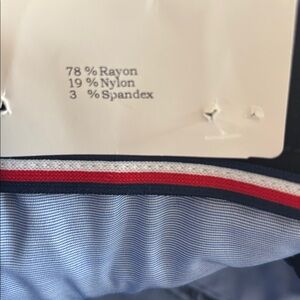 78 % Rayon
19 % Nylon
3 % Spandex